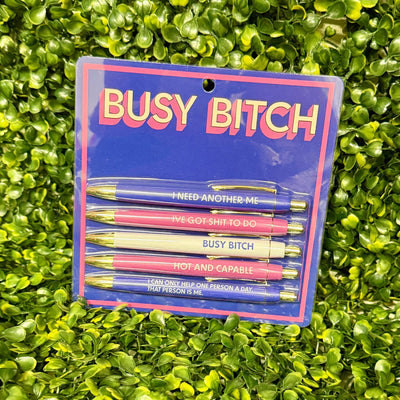 BUSY BITCH
I NEED ANOTHER ME
I'VE GOT SHIT TO DO
BUSY BITCH
HOT AND CAPABLE
I CAN ONLY HELP ONE PERSON A DAY.
THAT PERSON IS ME.